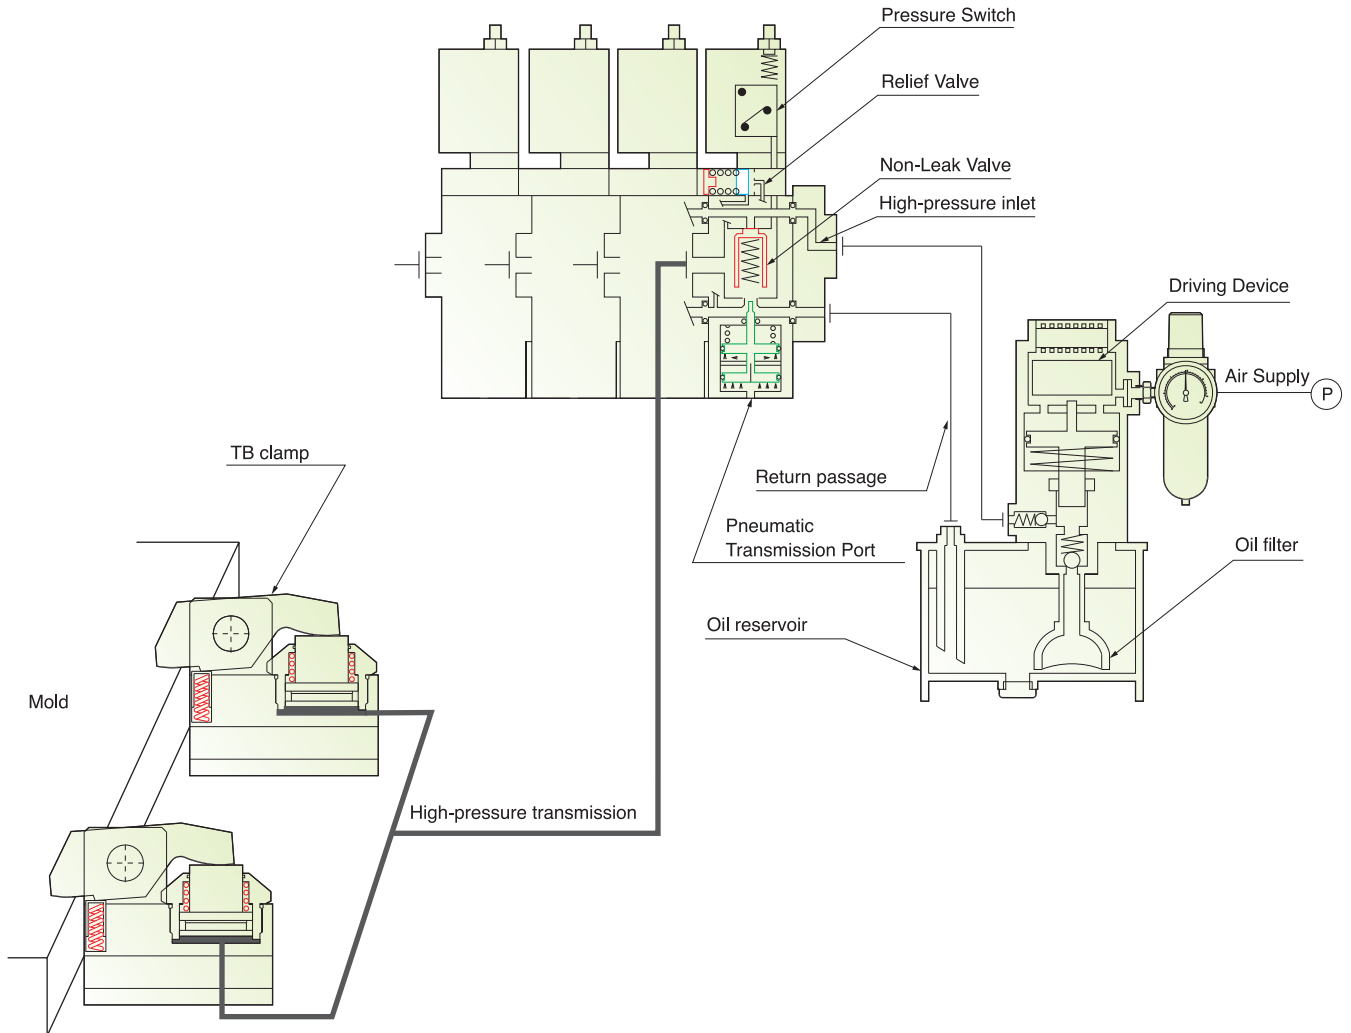 Pressure Switch
Relief Valve
Non-Leak Valve
High-pressure inlet
Driving Device
Air Supply
P
TB clamp
Return passage
Pneumatic
Transmission Port
Oil filter
Oil reservoir
Mold
High-pressure transmission